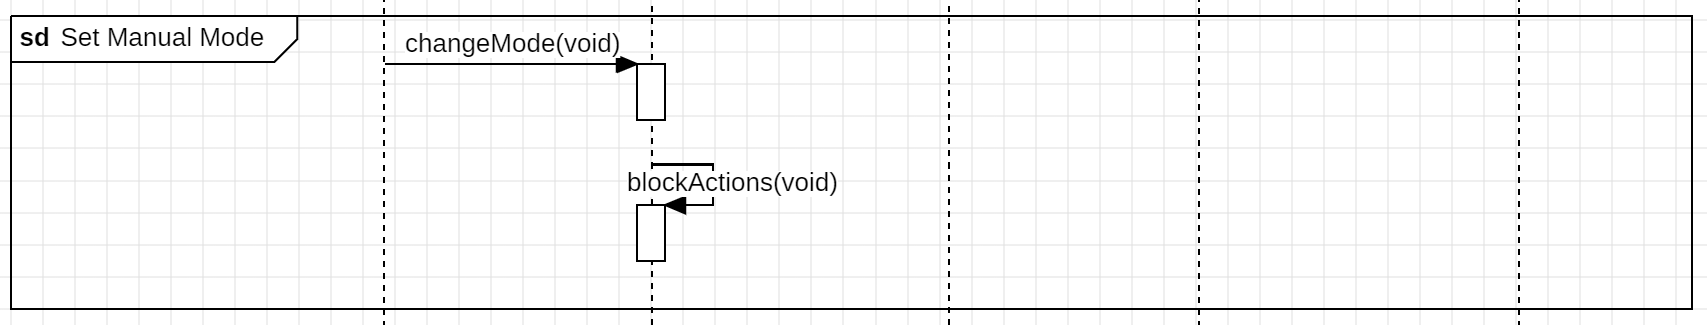 sd Set Manual Mode
changeMode(void)
blockActions(void)